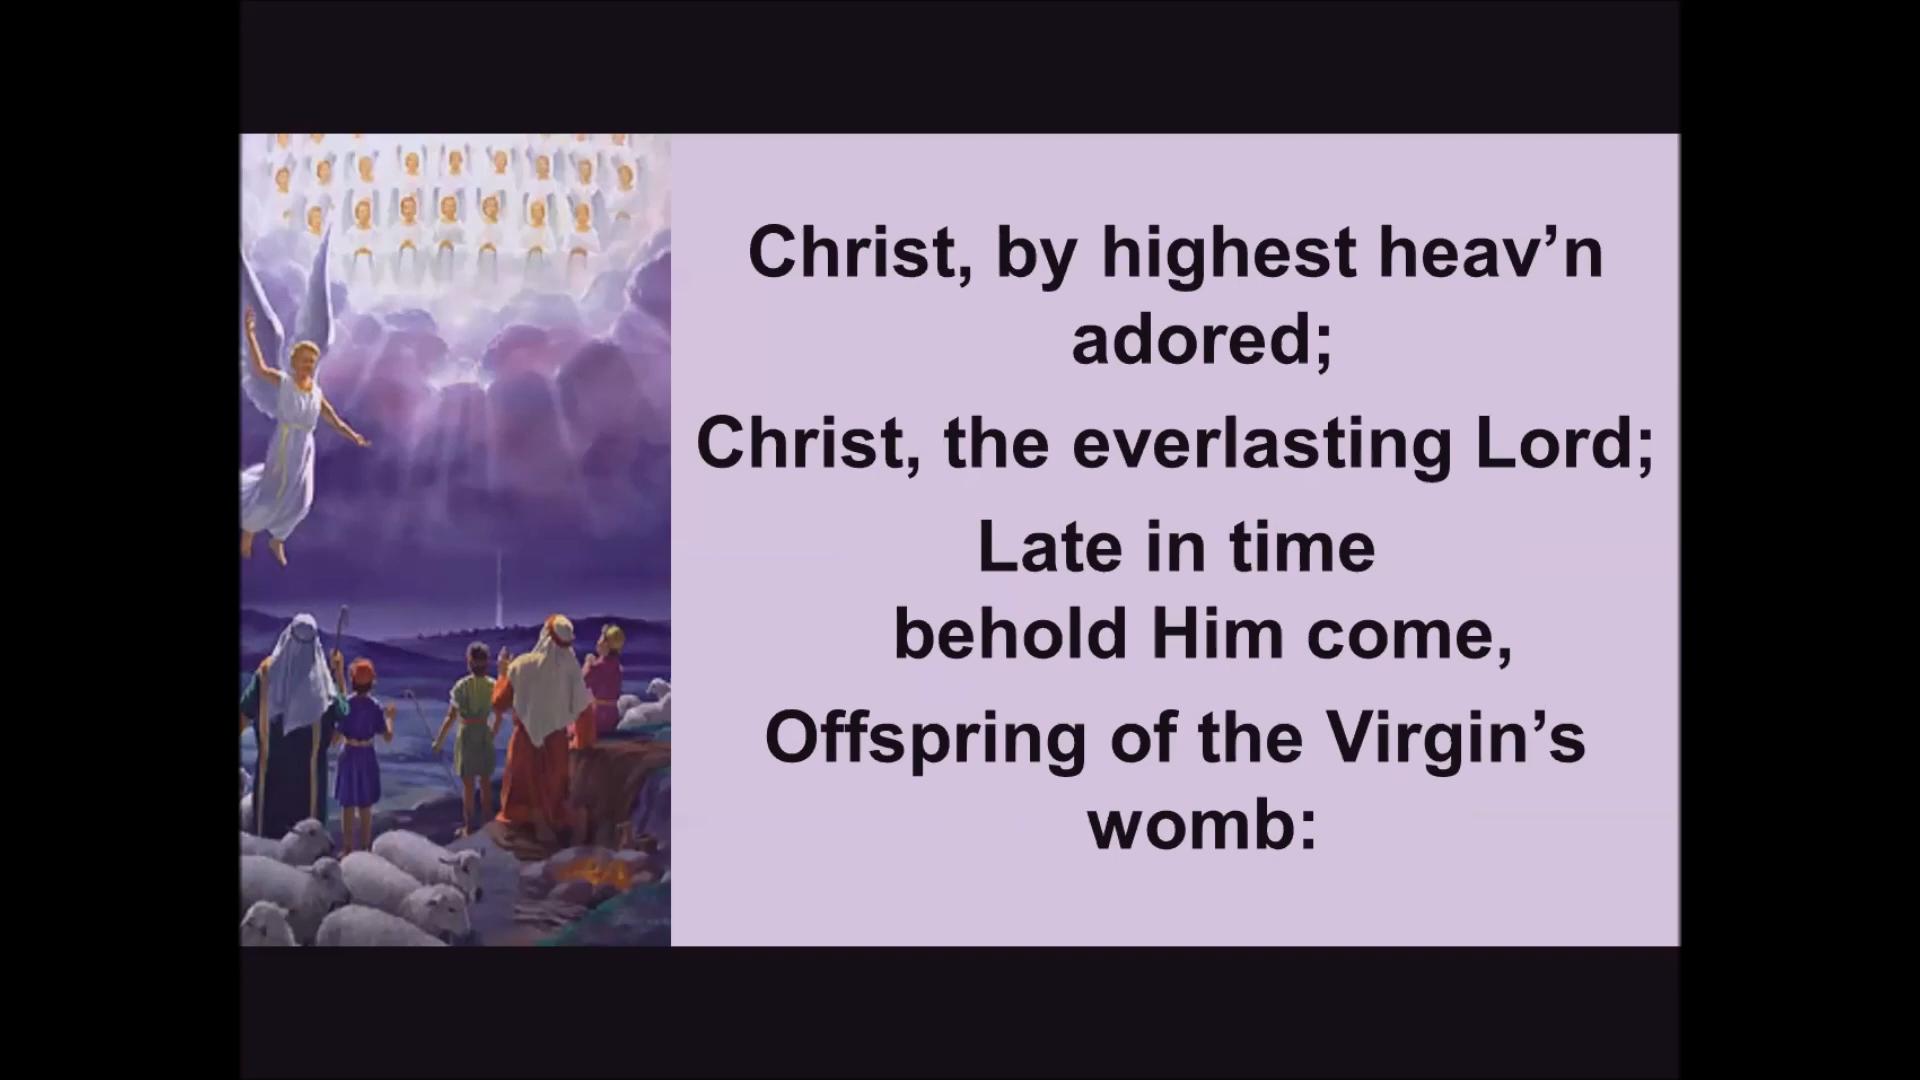 Christ, by highest heav’n
adored;
Christ, the everlasting Lord;
Late in time
behold Him come,
Offspring of the Virgin’s
womb: